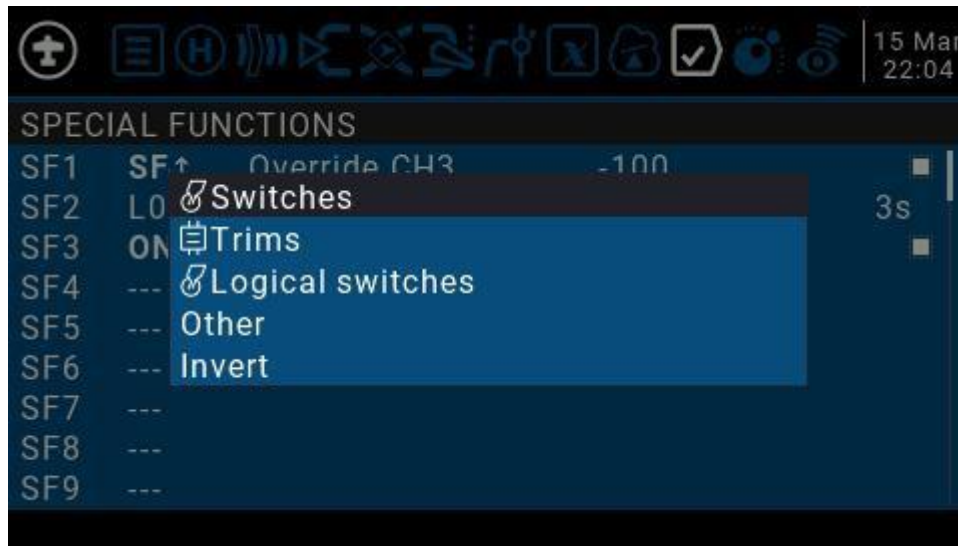 15 Mar
22:04
SPECIAL FUNCTIONS
SF1 SF↑ Override CH3 -100
SF2 L0 3s
SF3 ON
SF4 ---
SF5 ---
SF6 ---
SF7 ---
SF8 ---
SF9 ---
Switches
Trims
Logical switches
Other
Invert